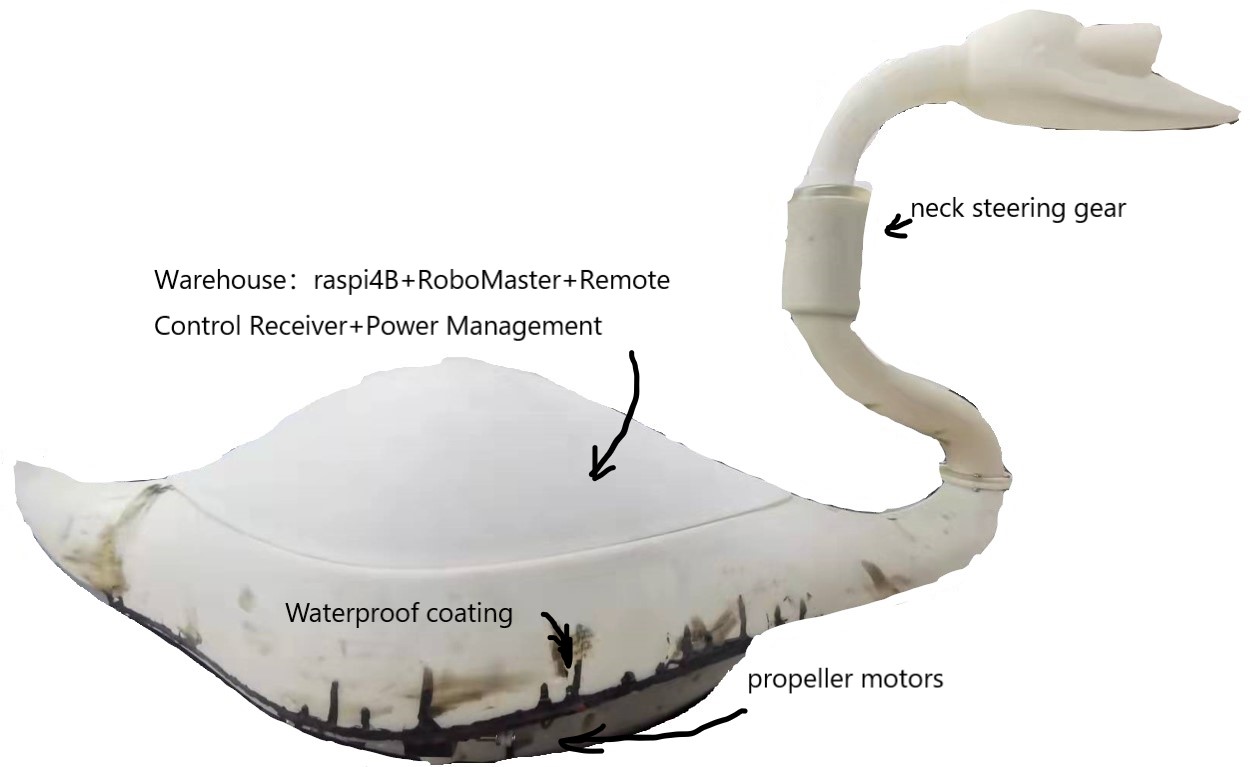 neck steering gear
Warehouse：raspi4B+RoboMaster+Remote
Control Receiver+Power Management
Waterproof coating
propeller motors